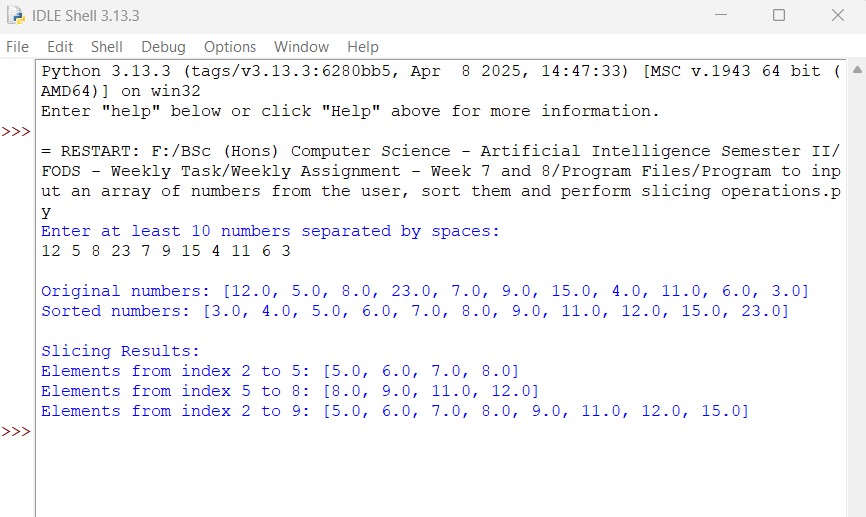 IDLE Shell 3.13.3
File Edit Shell Debug Options Window Help
Python 3.13.3 (tags/v3.13.3:6280bb5, Apr  8 2025, 14:47:33) [MSC v.1943 64 bit (
AMD64)] on win32
Enter "help" below or click "Help" above for more information.
>>>
= RESTART: F:/BSc (Hons) Computer Science - Artificial Intelligence Semester II/
FODS - Weekly Task/Weekly Assignment - Week 7 and 8/Program Files/Program to inp
ut an array of numbers from the user, sort them and perform slicing operations.p
y
Enter at least 10 numbers separated by spaces:
12 5 8 23 7 9 15 4 11 6 3
Original numbers: [12.0, 5.0, 8.0, 23.0, 7.0, 9.0, 15.0, 4.0, 11.0, 6.0, 3.0]
Sorted numbers: [3.0, 4.0, 5.0, 6.0, 7.0, 8.0, 9.0, 11.0, 12.0, 15.0, 23.0]
Slicing Results:
Elements from index 2 to 5: [5.0, 6.0, 7.0, 8.0]
Elements from index 5 to 8: [8.0, 9.0, 11.0, 12.0]
Elements from index 2 to 9: [5.0, 6.0, 7.0, 8.0, 9.0, 11.0, 12.0, 15.0]
>>>